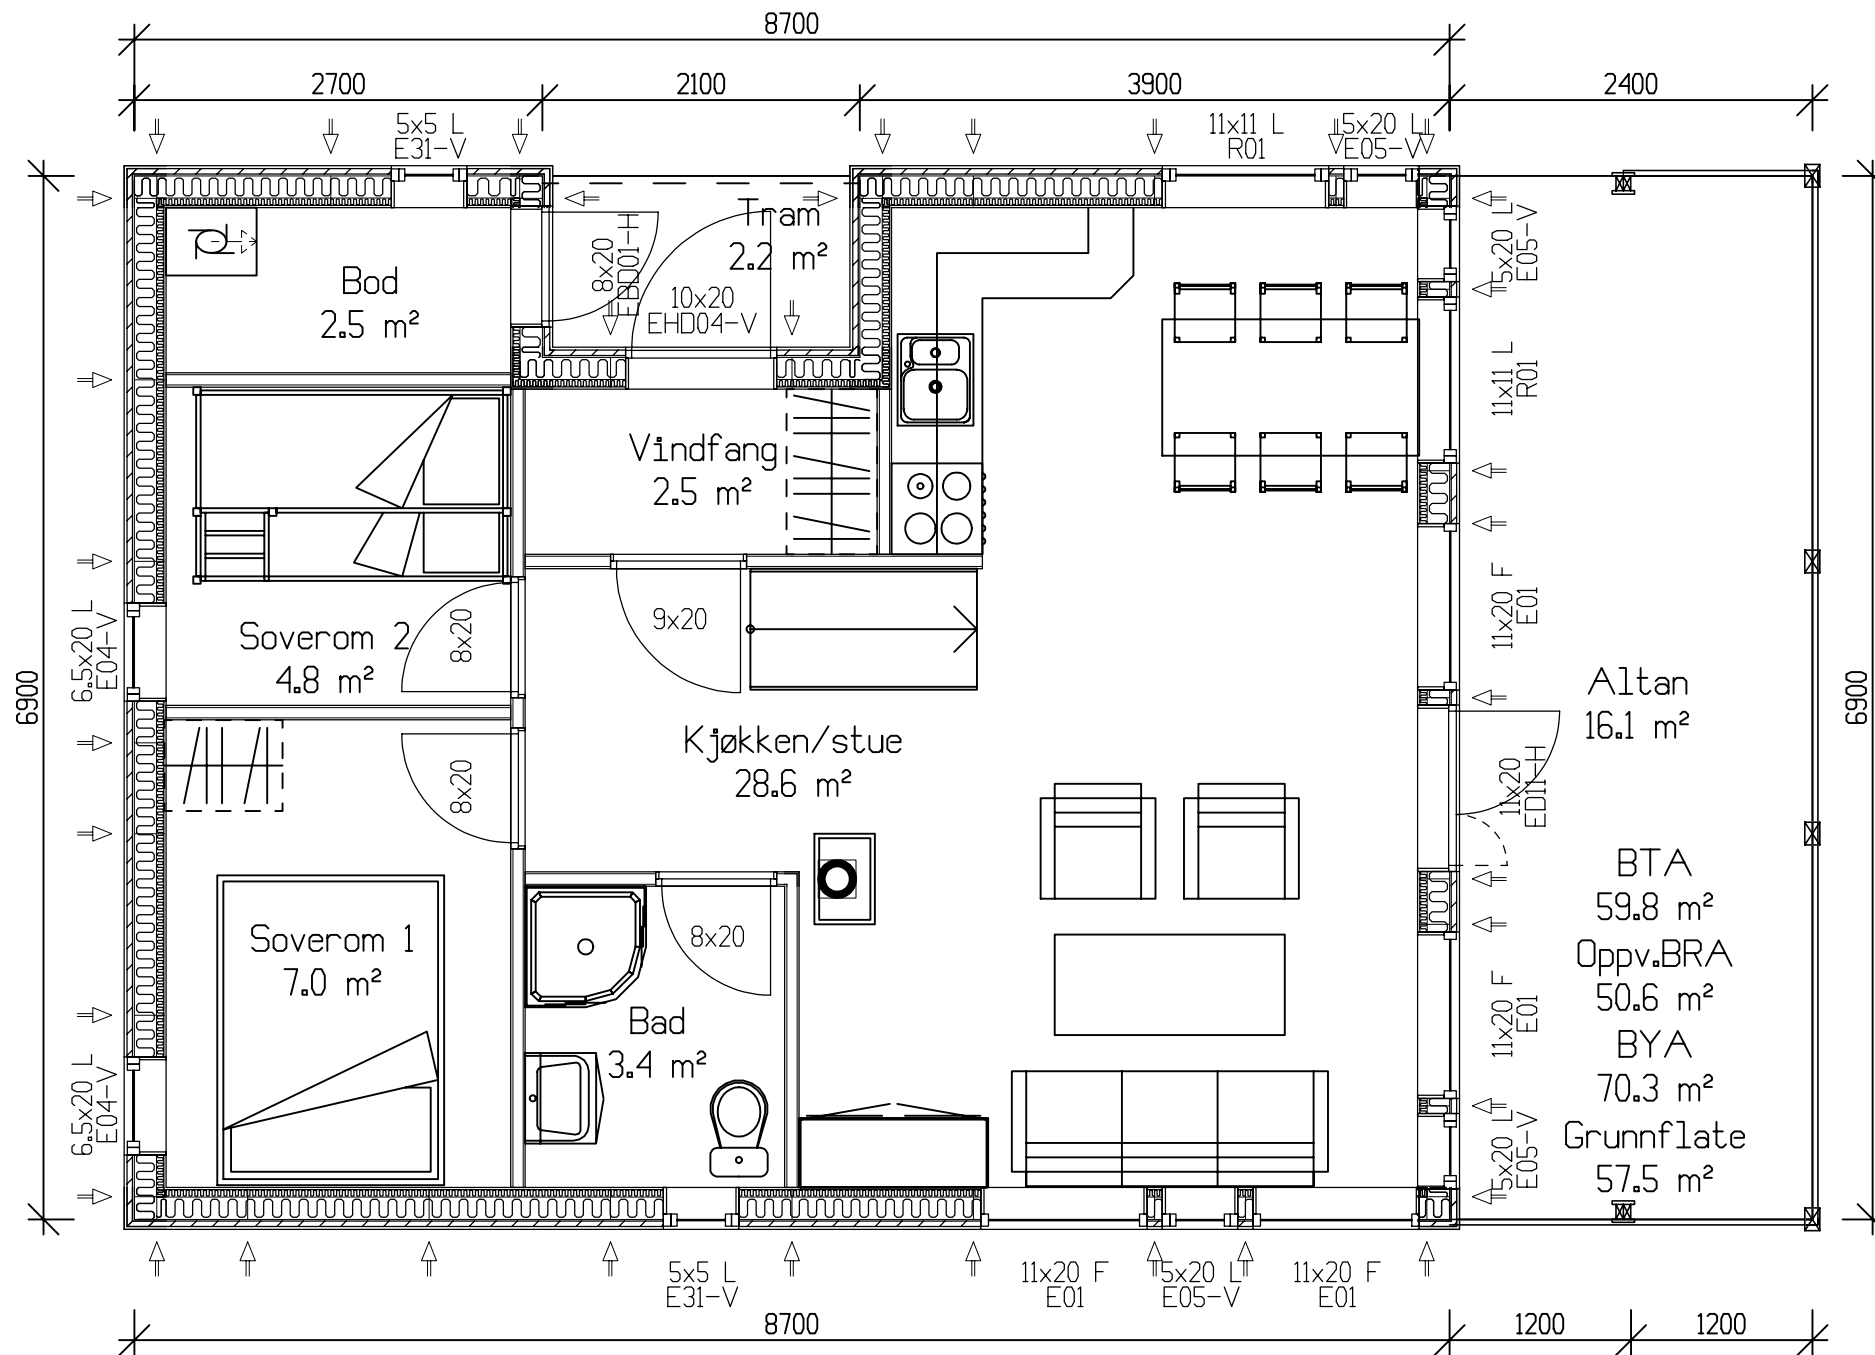 8700
2700
2100
3900
2400
5x5 L
E31-V
11x11 L
R01
5x20 L
E05-V
Tram
2.2 m²
8x20
EBD01-H
10x20
EHD04-V
5x20 L
E05-V
Bod
2.5 m²
11x11 L
R01
Vindfang
2.5 m²
11x20 F
E01
9x20
8x20
Soverom 2
4.8 m²
6.5x20 L
E04-V
6900
6900
Altan
16.1 m²
Kjøkken/stue
28.6 m²
8x20
11x20
ED11-H
BTA
59.8 m²
Oppv.BRA
50.6 m²
BYA
70.3 m²
Grunnflate
57.5 m²
Soverom 1
7.0 m²
8x20
Bad
3.4 m²
11x20 F
E01
6.5x20 L
E04-V
5x20 L
E05-V
5x5 L
E31-V
11x20 F
E01
5x20 L
E05-V
11x20 F
E01
8700
1200
1200